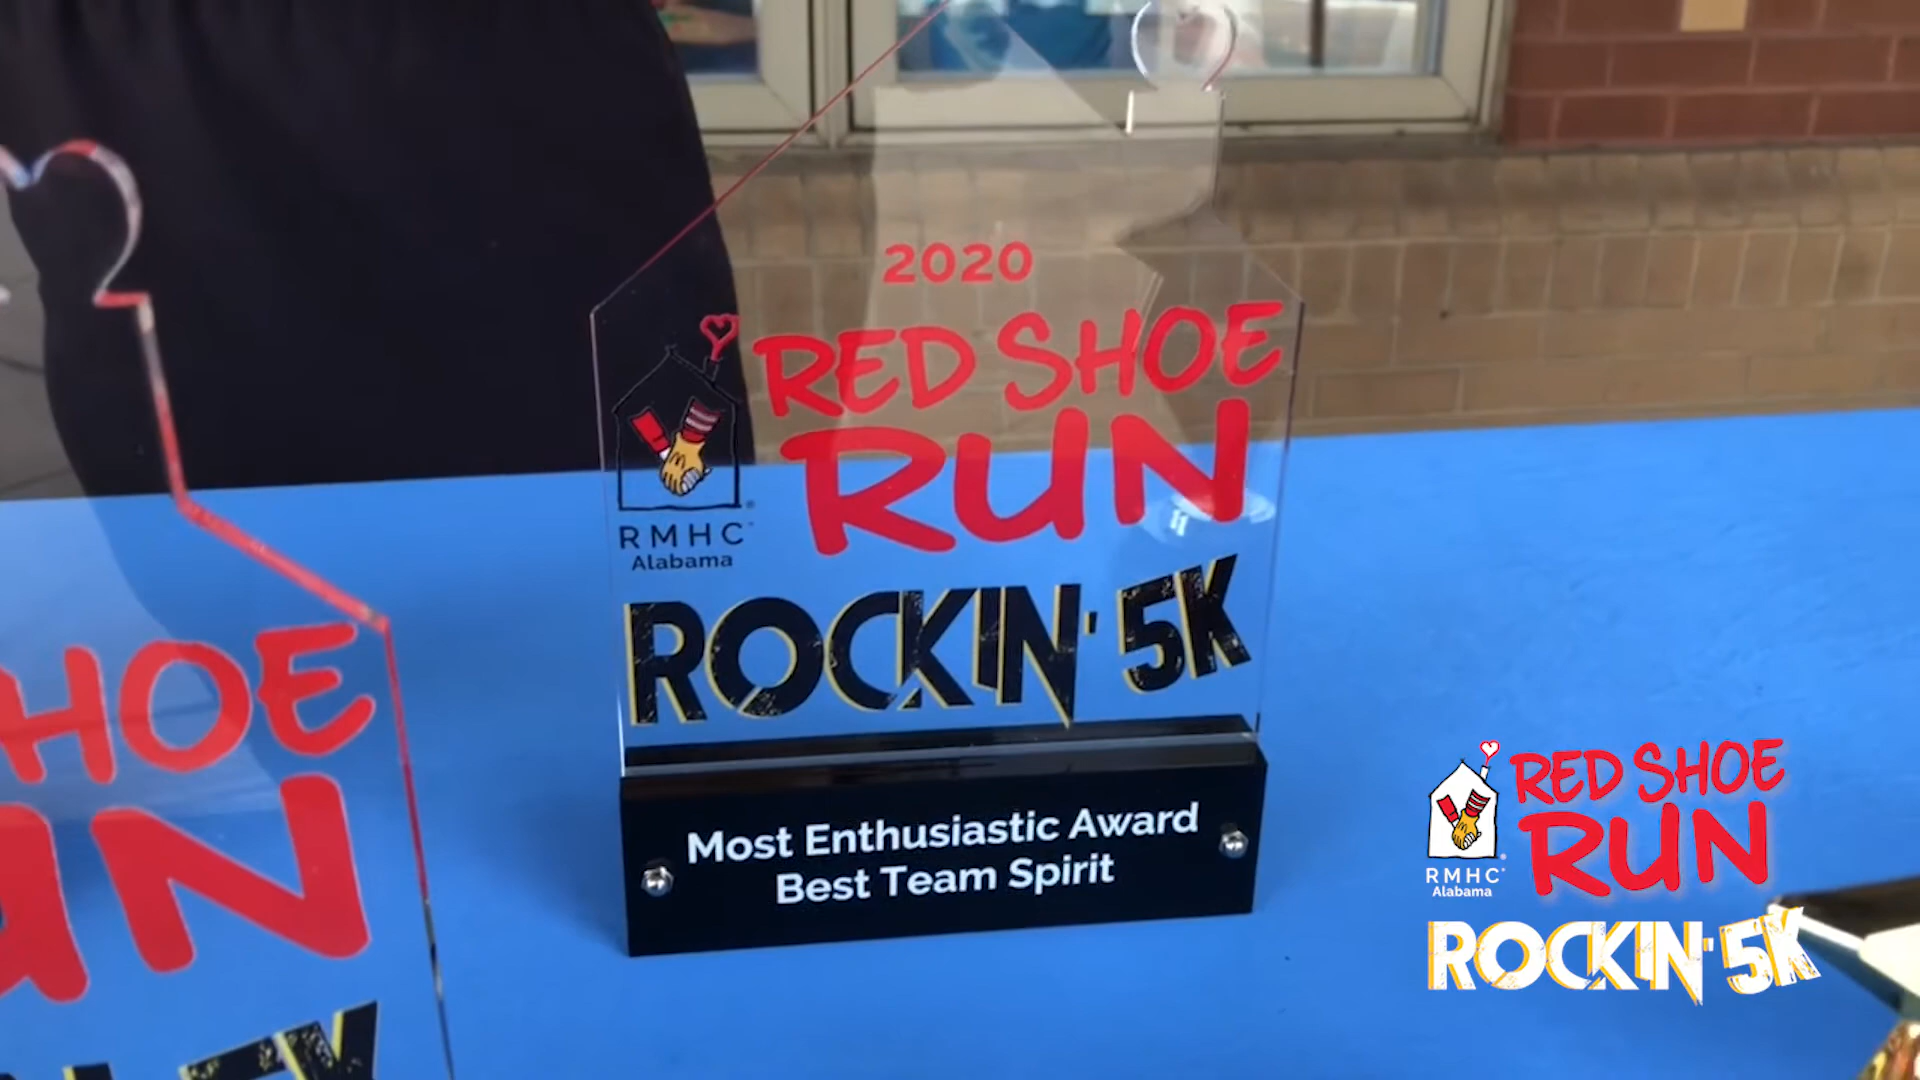 2020
RED SHOE
RUN
RMHC
Alabama
ROCKIN' 5K
Most Enthusiastic Award
Best Team Spirit
HOE
UN
5K
RED SHOE
RUN
RMHC®
Alabama
ROCKIN' 5K